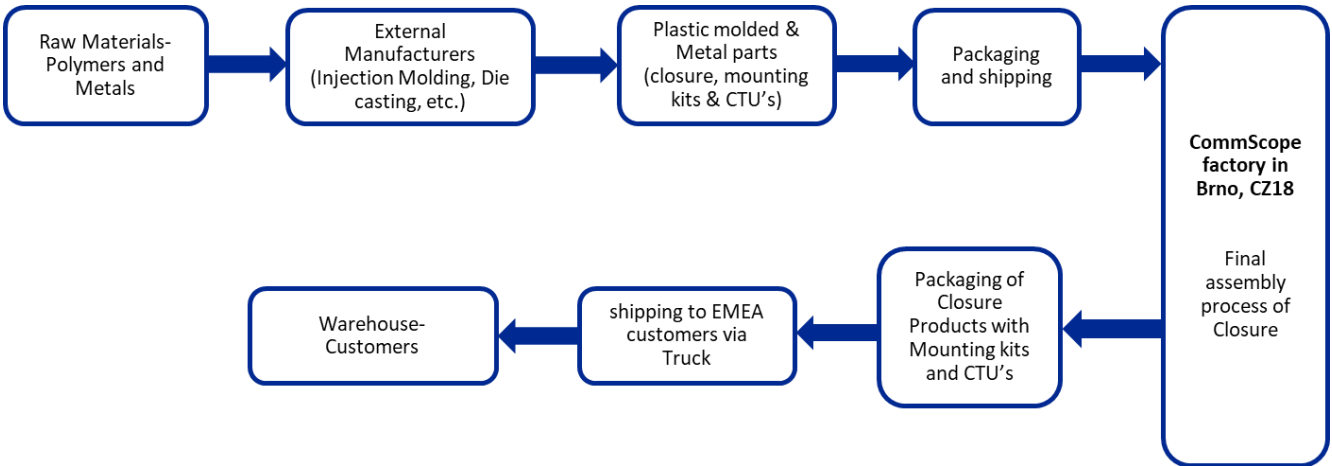 Raw Materials-
Polymers and
Metals
External
Manufacturers
(Injection Molding, Die
casting, etc.)
Plastic molded &
Metal parts
(closure, mounting
kits & CTU's)
Packaging
and shipping
CommScope
factory in
Brno, CZ18
Final
assembly
process of
Closure
Packaging of
Closure
Products with
Mounting kits
and CTU's
shipping to EMEA
customers via
Truck
Warehouse-
Customers